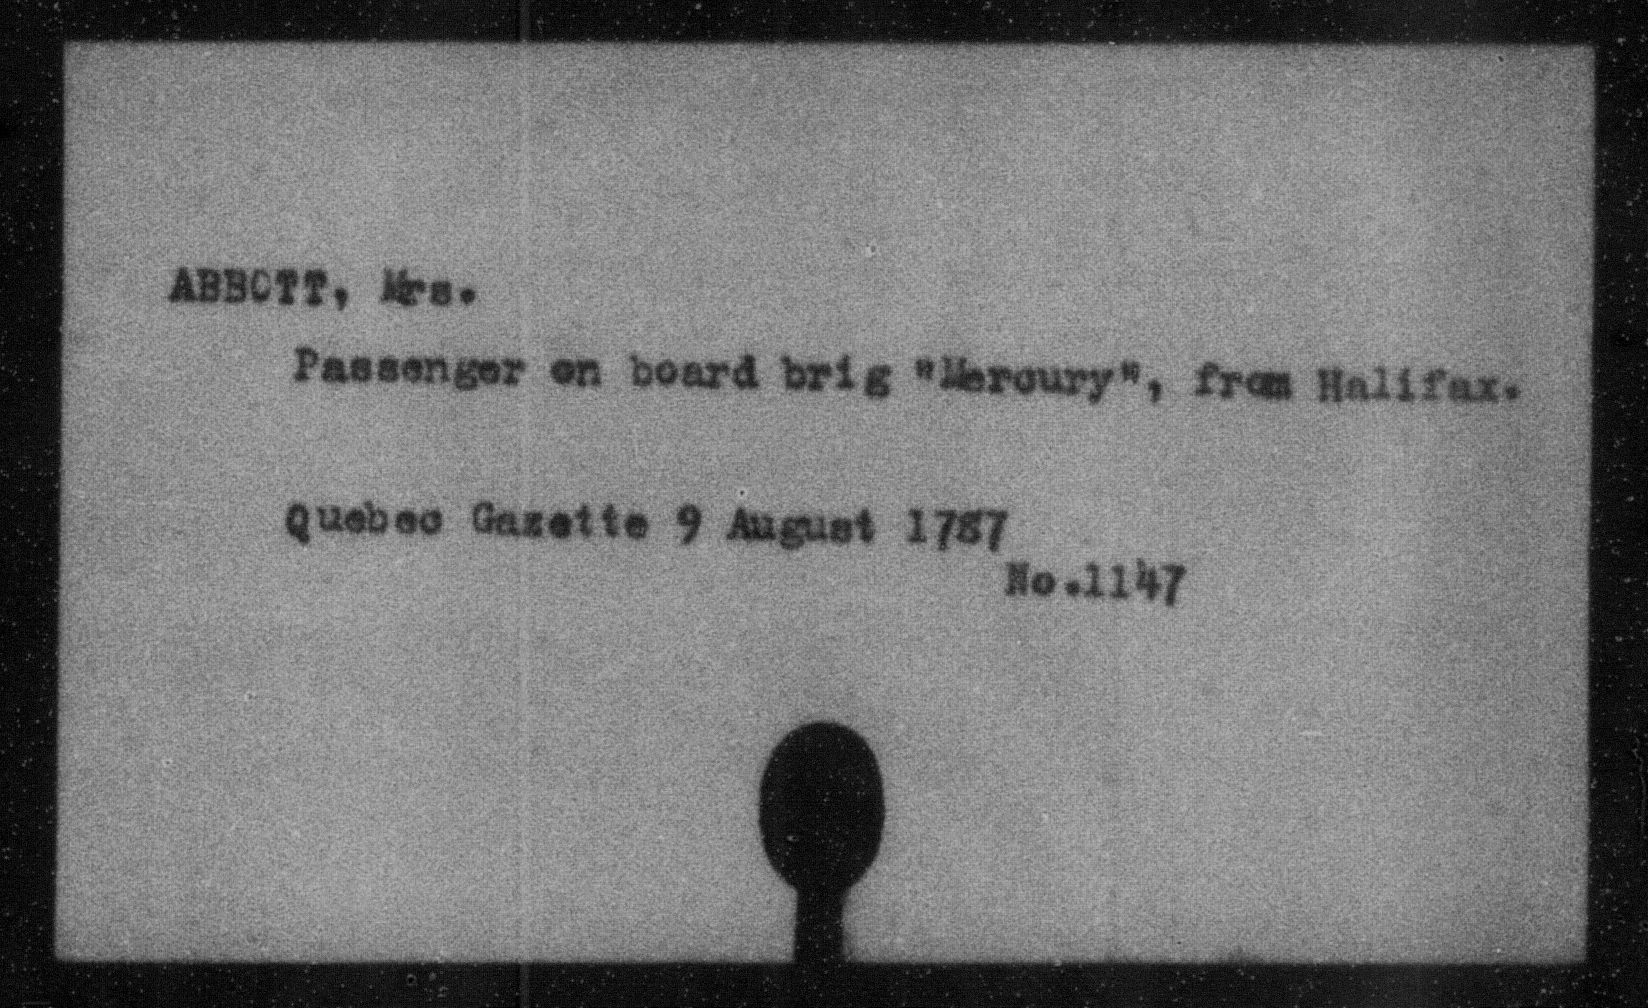 ABBOTT, Mrs.
Passenger on board brig "Mercury", from Halifax.
Quebec Gazette 9 August 1787
No.1147